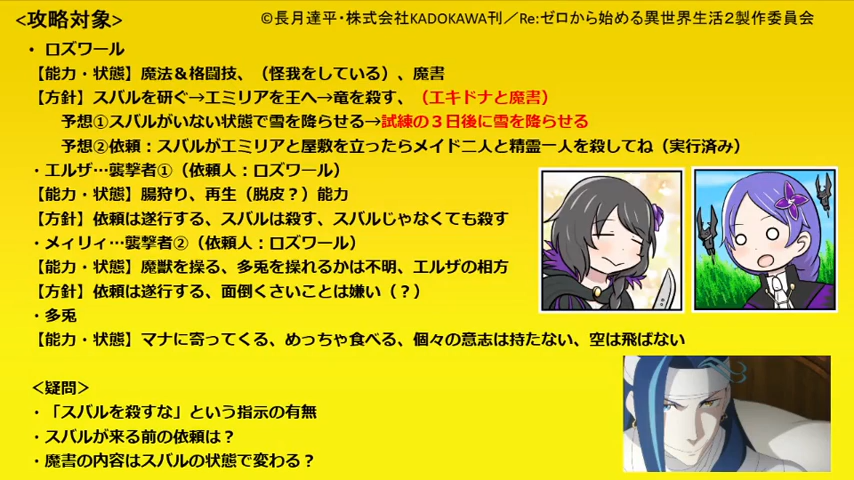 <攻略対象>
©長月達平・株式会社KADOKAWA刊／Re:ゼロから始める異世界生活2製作委員会
・ ロズワール
【能力・状態】魔法＆格闘技、（怪我をしている）、魔書
【方針】スバルを研ぐ→エミリアを王へ→竜を殺す、（エキドナと魔書）
予想①スバルがいない状態で雪を降らせる→試練の３日後に雪を降らせる
予想②依頼：スバルがエミリアと屋敷を立ったらメイド二人と精霊一人を殺してね（実行済み）
・エルザ…襲撃者①（依頼人：ロズワール）
【能力・状態】腸狩り、再生（脱皮？）能力
【方針】依頼は遂行する、スバルは殺す、スバルじゃなくても殺す
・メィリィ…襲撃者②（依頼人：ロズワール）
【能力・状態】魔獣を操る、多兎を操れるかは不明、エルザの相方
【方針】依頼は遂行する、面倒くさいことは嫌い（？）
・多兎
【能力・状態】マナに寄ってくる、めっちゃ食べる、個々の意志は持たない、空は飛ばない
＜疑問＞
・「スバルを殺すな」という指示の有無
・スバルが来る前の依頼は？
・魔書の内容はスバルの状態で変わる？